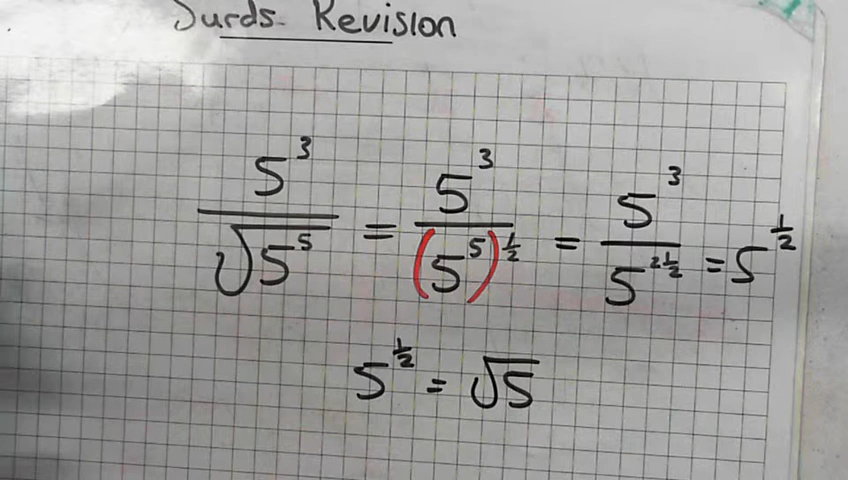 Surds Revision
5³/√5⁵ = 5³/(5⁵)^½ = 5³/5^2½ = 5^½
5^½ = √5